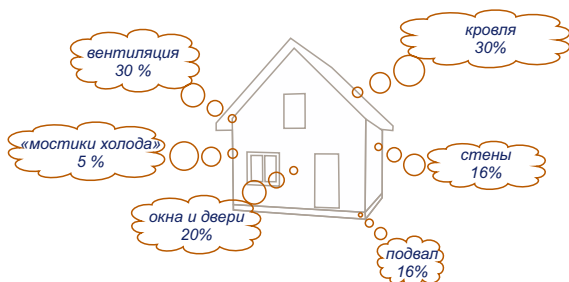 вентиляция
30 %
кровля
30%
«мостики холода»
5 %
стены
16%
окна и двери
20%
подвал
16%